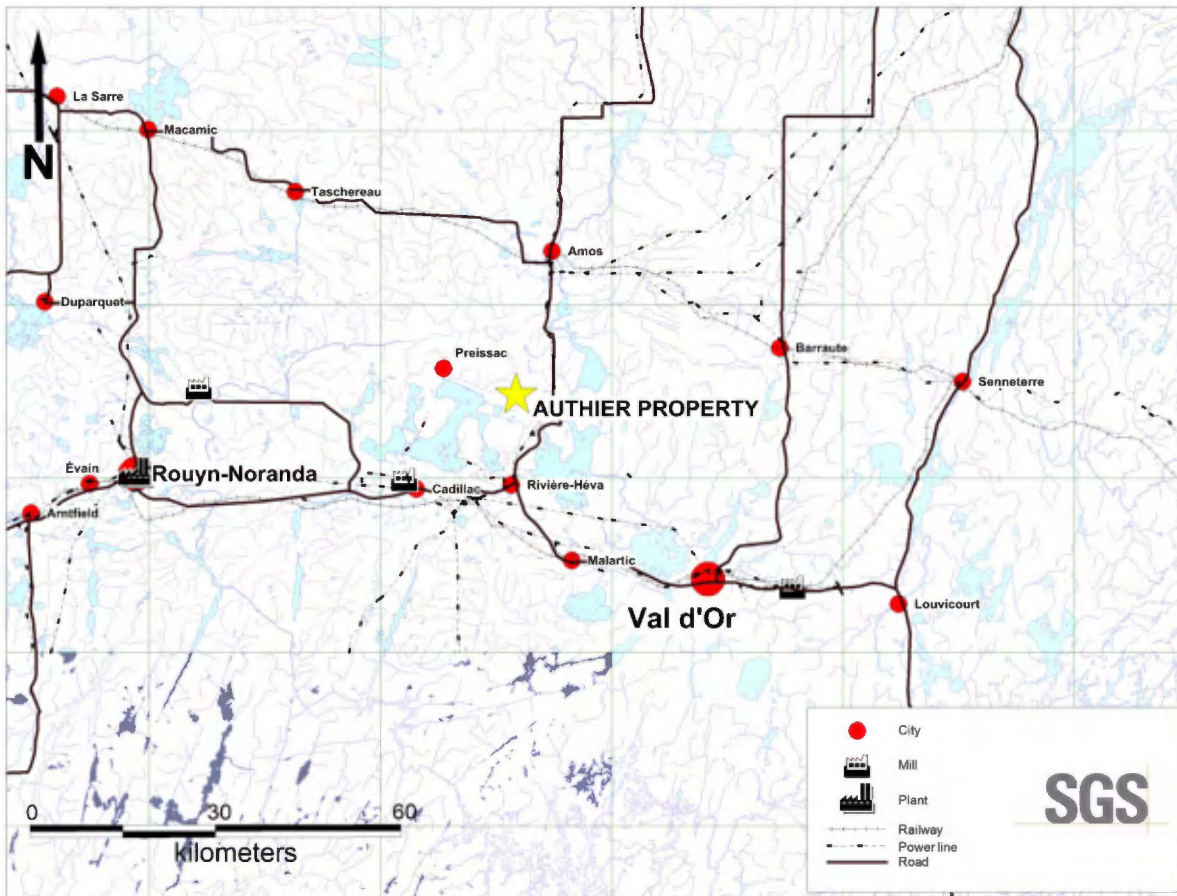 La Sarre
Macamic
N
Taschereau
Amos
Duparquet
Preissac
Barraute
Senneterre
AUTHIER PROPERTY
Évain
Rouyn-Noranda
Cadillac
Rivière-Héva
Arntfield
Malartic
Val d'Or
Louvicourt
0 30 60
kilometers
City
Mill
Plant
Railway
Power line
Road
SGS